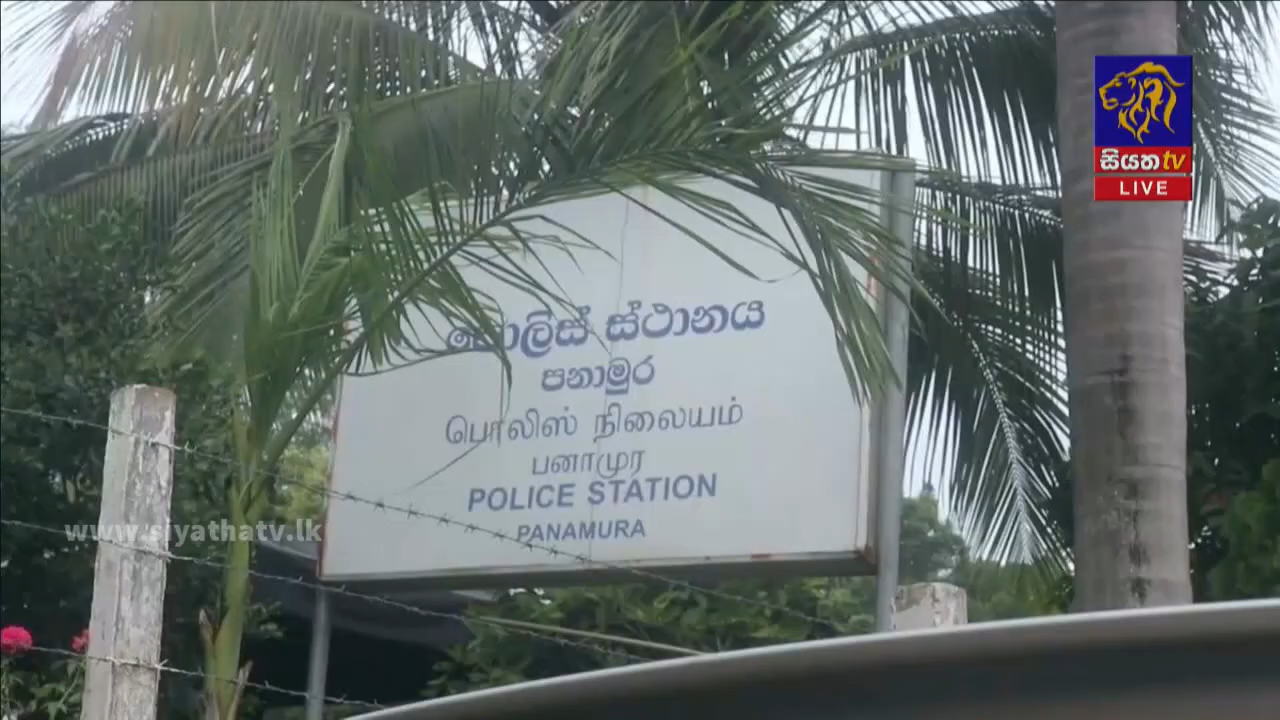 සියත tv
LIVE
පොලිස් ස්ථානය
පනාමුර
பொலிஸ் நிலையம்
பனாமுர
POLICE STATION
PANAMURA
www.siyathatv.lk